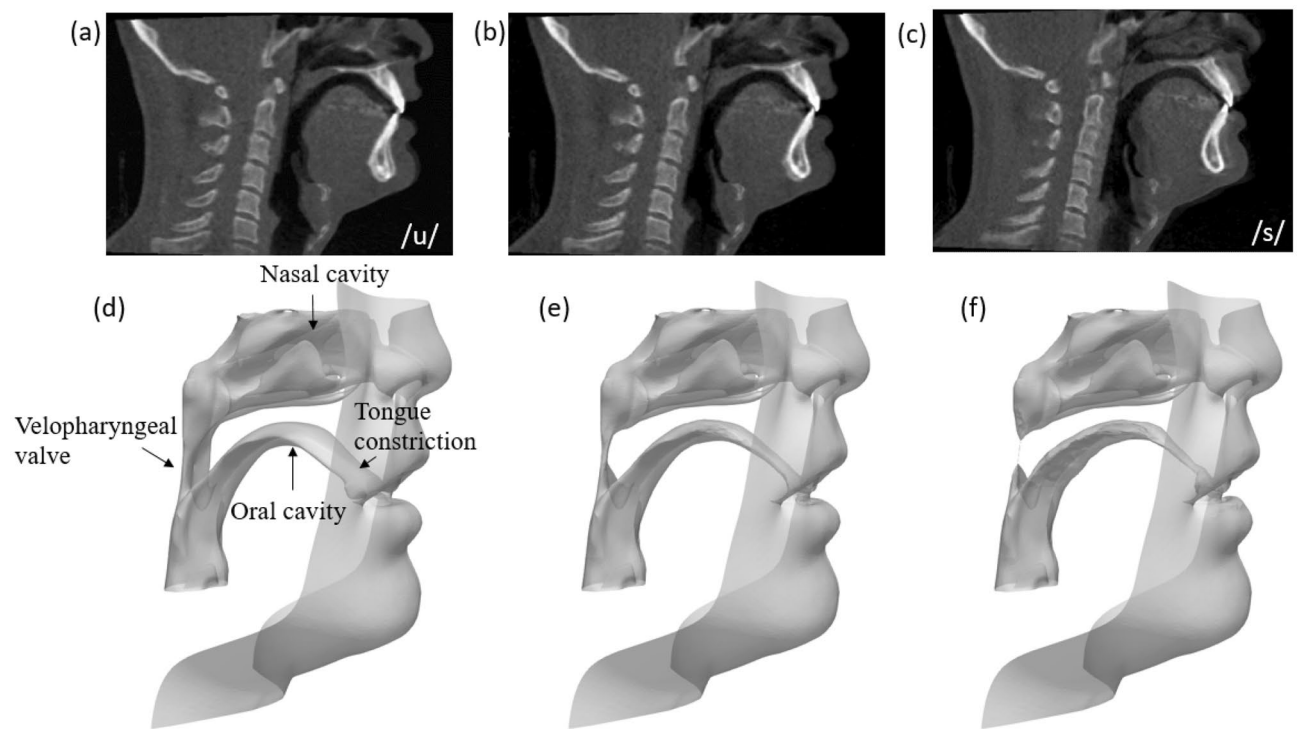 (a)
(b)
(c)
/u/
/s/
Nasal cavity
(d)
(e)
(f)
Velopharyngeal
valve
Tongue
constriction
Oral cavity